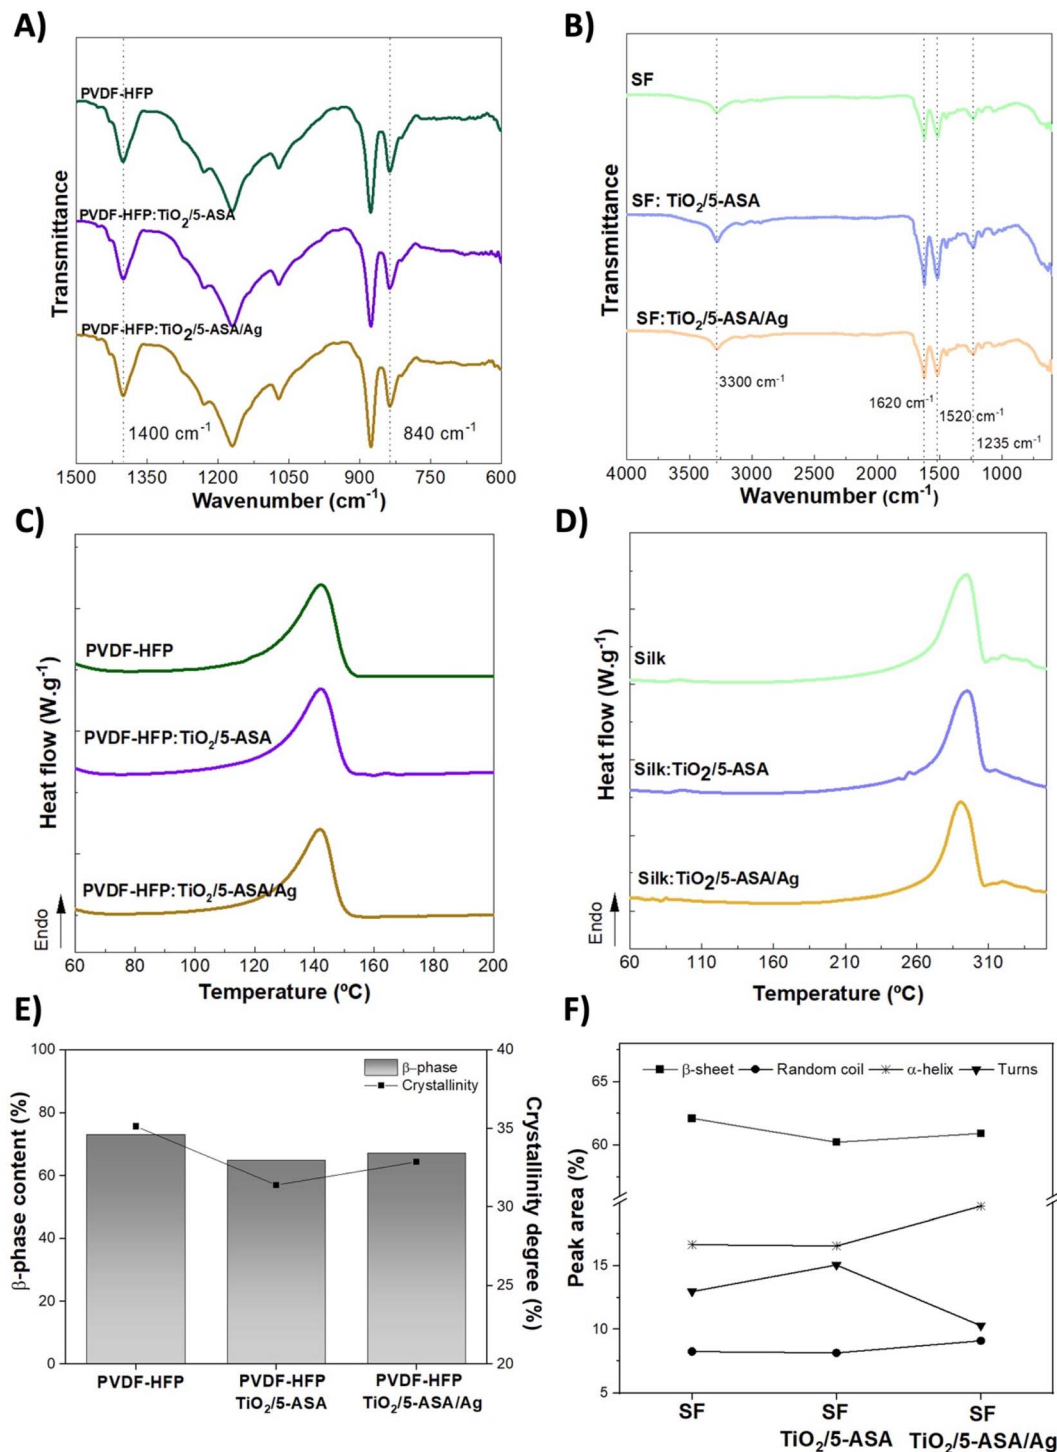 A)
PVDF-HFP
PVDF-HFP:TiO₂/5-ASA
PVDF-HFP:TiO₂/5-ASA/Ag
1400 cm⁻¹
840 cm⁻¹
Transmittance
1500 1350 1200 1050 900 750 600
Wavenumber (cm⁻¹)
B)
SF
SF: TiO₂/5-ASA
SF:TiO₂/5-ASA/Ag
3300 cm⁻¹
1620 cm⁻¹
1520 cm⁻¹
1235 cm⁻¹
Transmittance
4000 3500 3000 2500 2000 1500 1000
Wavenumber (cm⁻¹)
C)
PVDF-HFP
PVDF-HFP:TiO₂/5-ASA
PVDF-HFP:TiO₂/5-ASA/Ag
Heat flow (W.g⁻¹)
Endo
60 80 100 120 140 160 180 200
Temperature (ºC)
D)
Silk
Silk:TiO₂/5-ASA
Silk:TiO₂/5-ASA/Ag
Heat flow (W.g⁻¹)
Endo
60 110 160 210 260 310
Temperature (ºC)
E)
β-phase
Crystallinity
β-phase content (%)
100
80
60
40
20
0
Crystallinity degree (%)
40
35
30
25
20
PVDF-HFP
PVDF-HFP
TiO₂/5-ASA
PVDF-HFP
TiO₂/5-ASA/Ag
F)
β-sheet Random coil α-helix Turns
Peak area (%)
65
60
15
10
5
SF
SF
TiO₂/5-ASA
SF
TiO₂/5-ASA/Ag